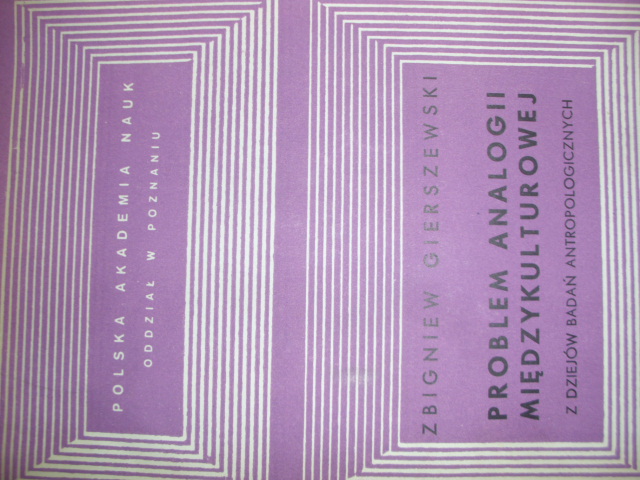 POLSKA AKADEMIA NAUK
ODDZIAŁ W POZNANIU
ZBIGNIEW GIERSZEWSKI
PROBLEM ANALOGII
MIĘDZYKULTUROWEJ
Z DZIEJÓW BADAŃ ANTROPOLOGICZNYCH